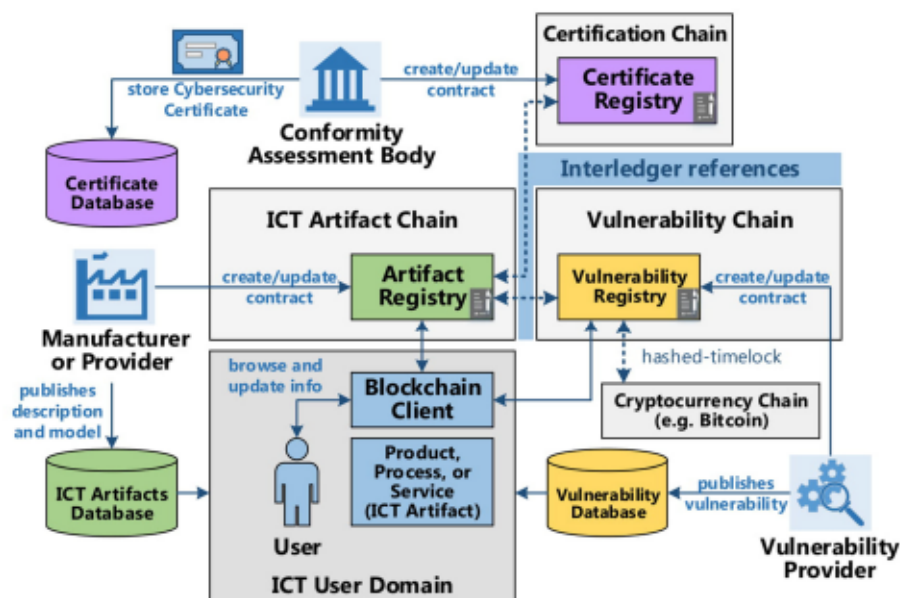 Certification Chain
Certificate
Registry
create/update
contract
store Cybersecurity
Certificate
Conformity
Assessment Body
Certificate
Database
Interledger references
ICT Artifact Chain
Vulnerability Chain
Artifact
Registry
Vulnerability
Registry
create/update
contract
create/update
contract
Manufacturer
or Provider
hashed-timelock
browse and
update info
Blockchain
Client
Cryptocurrency Chain
(e.g. Bitcoin)
publishes
description
and model
Product,
Process, or
Service
(ICT Artifact)
ICT Artifacts
Database
Vulnerability
Database
publishes
vulnerability
User
Vulnerability
Provider
ICT User Domain